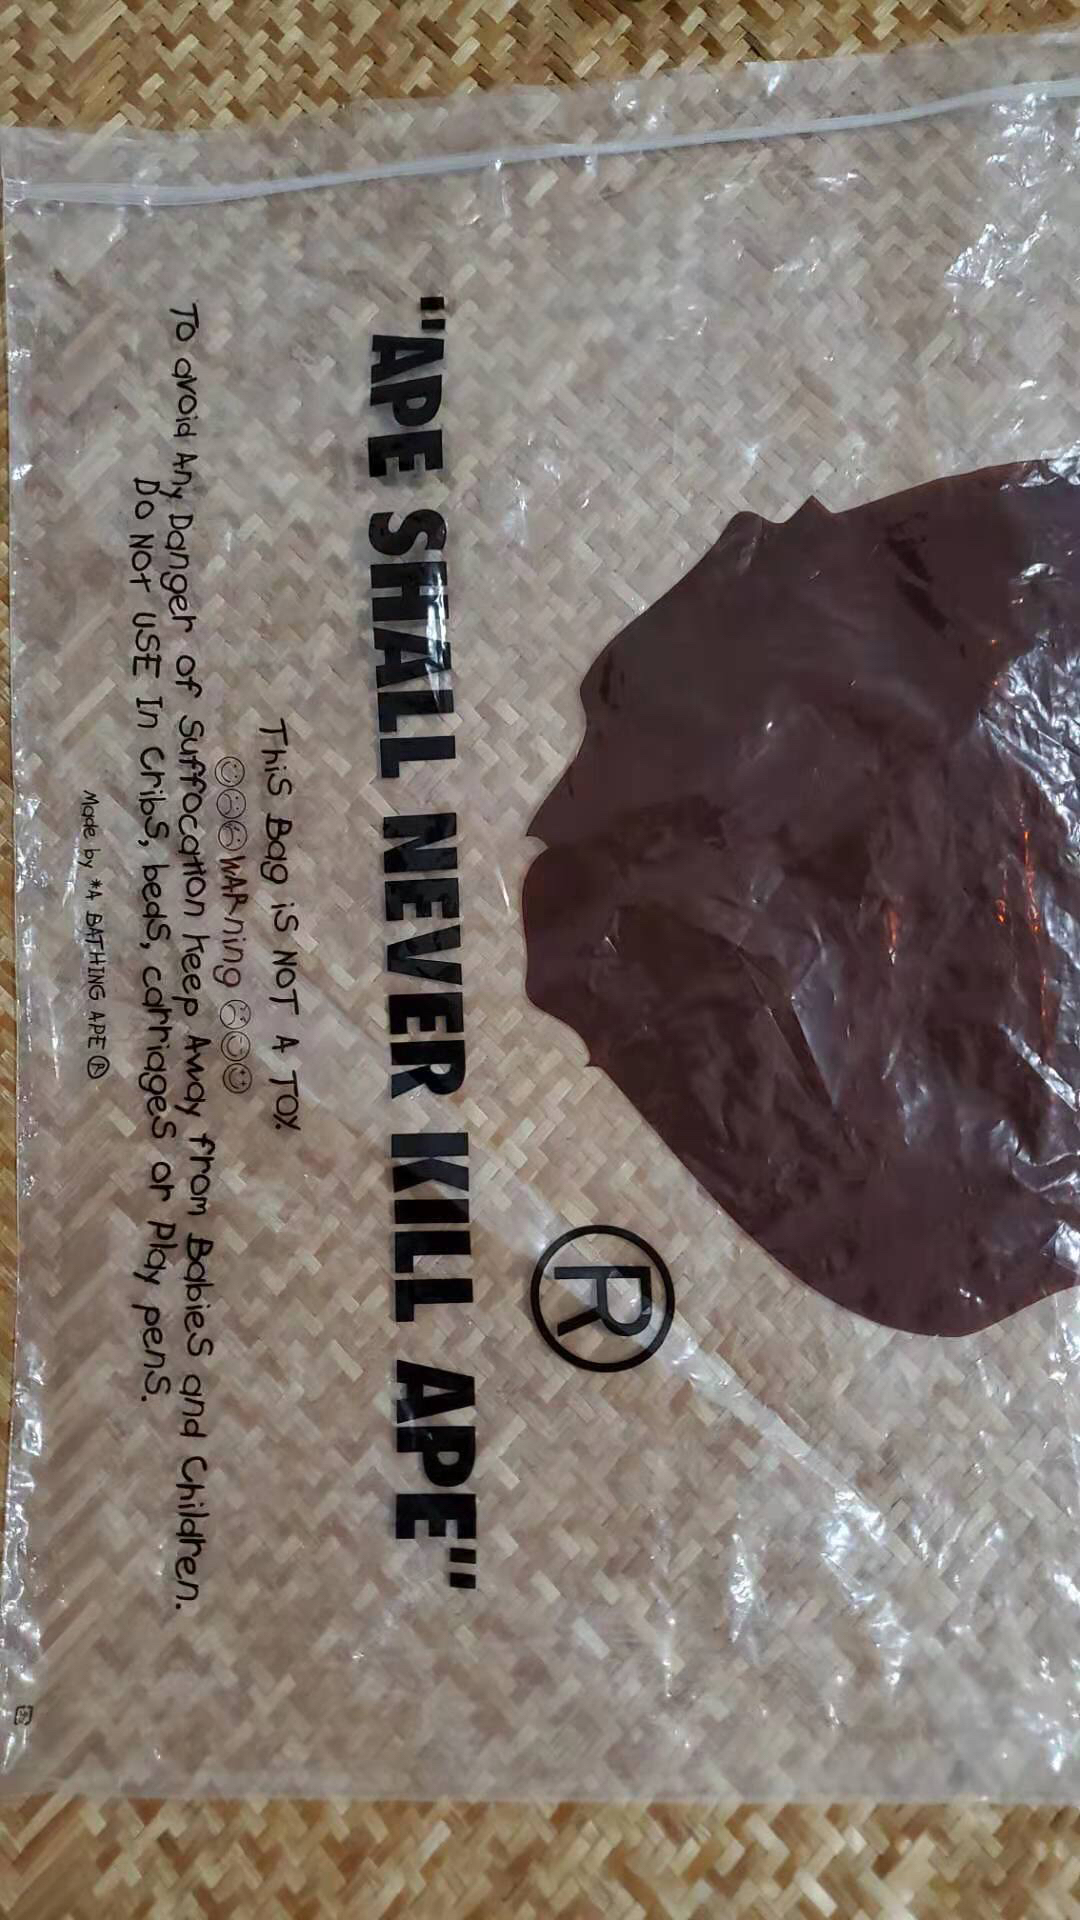 ®
"APE SHALL NEVER KILL APE"
This Bag is NOT A TOY.
WARning
To avoid Any Danger of Suffocation keep Away from Babies and Children.
Do Not USE In Cribs, beds, carriages or play pens.
Made by *A BATHING APE®